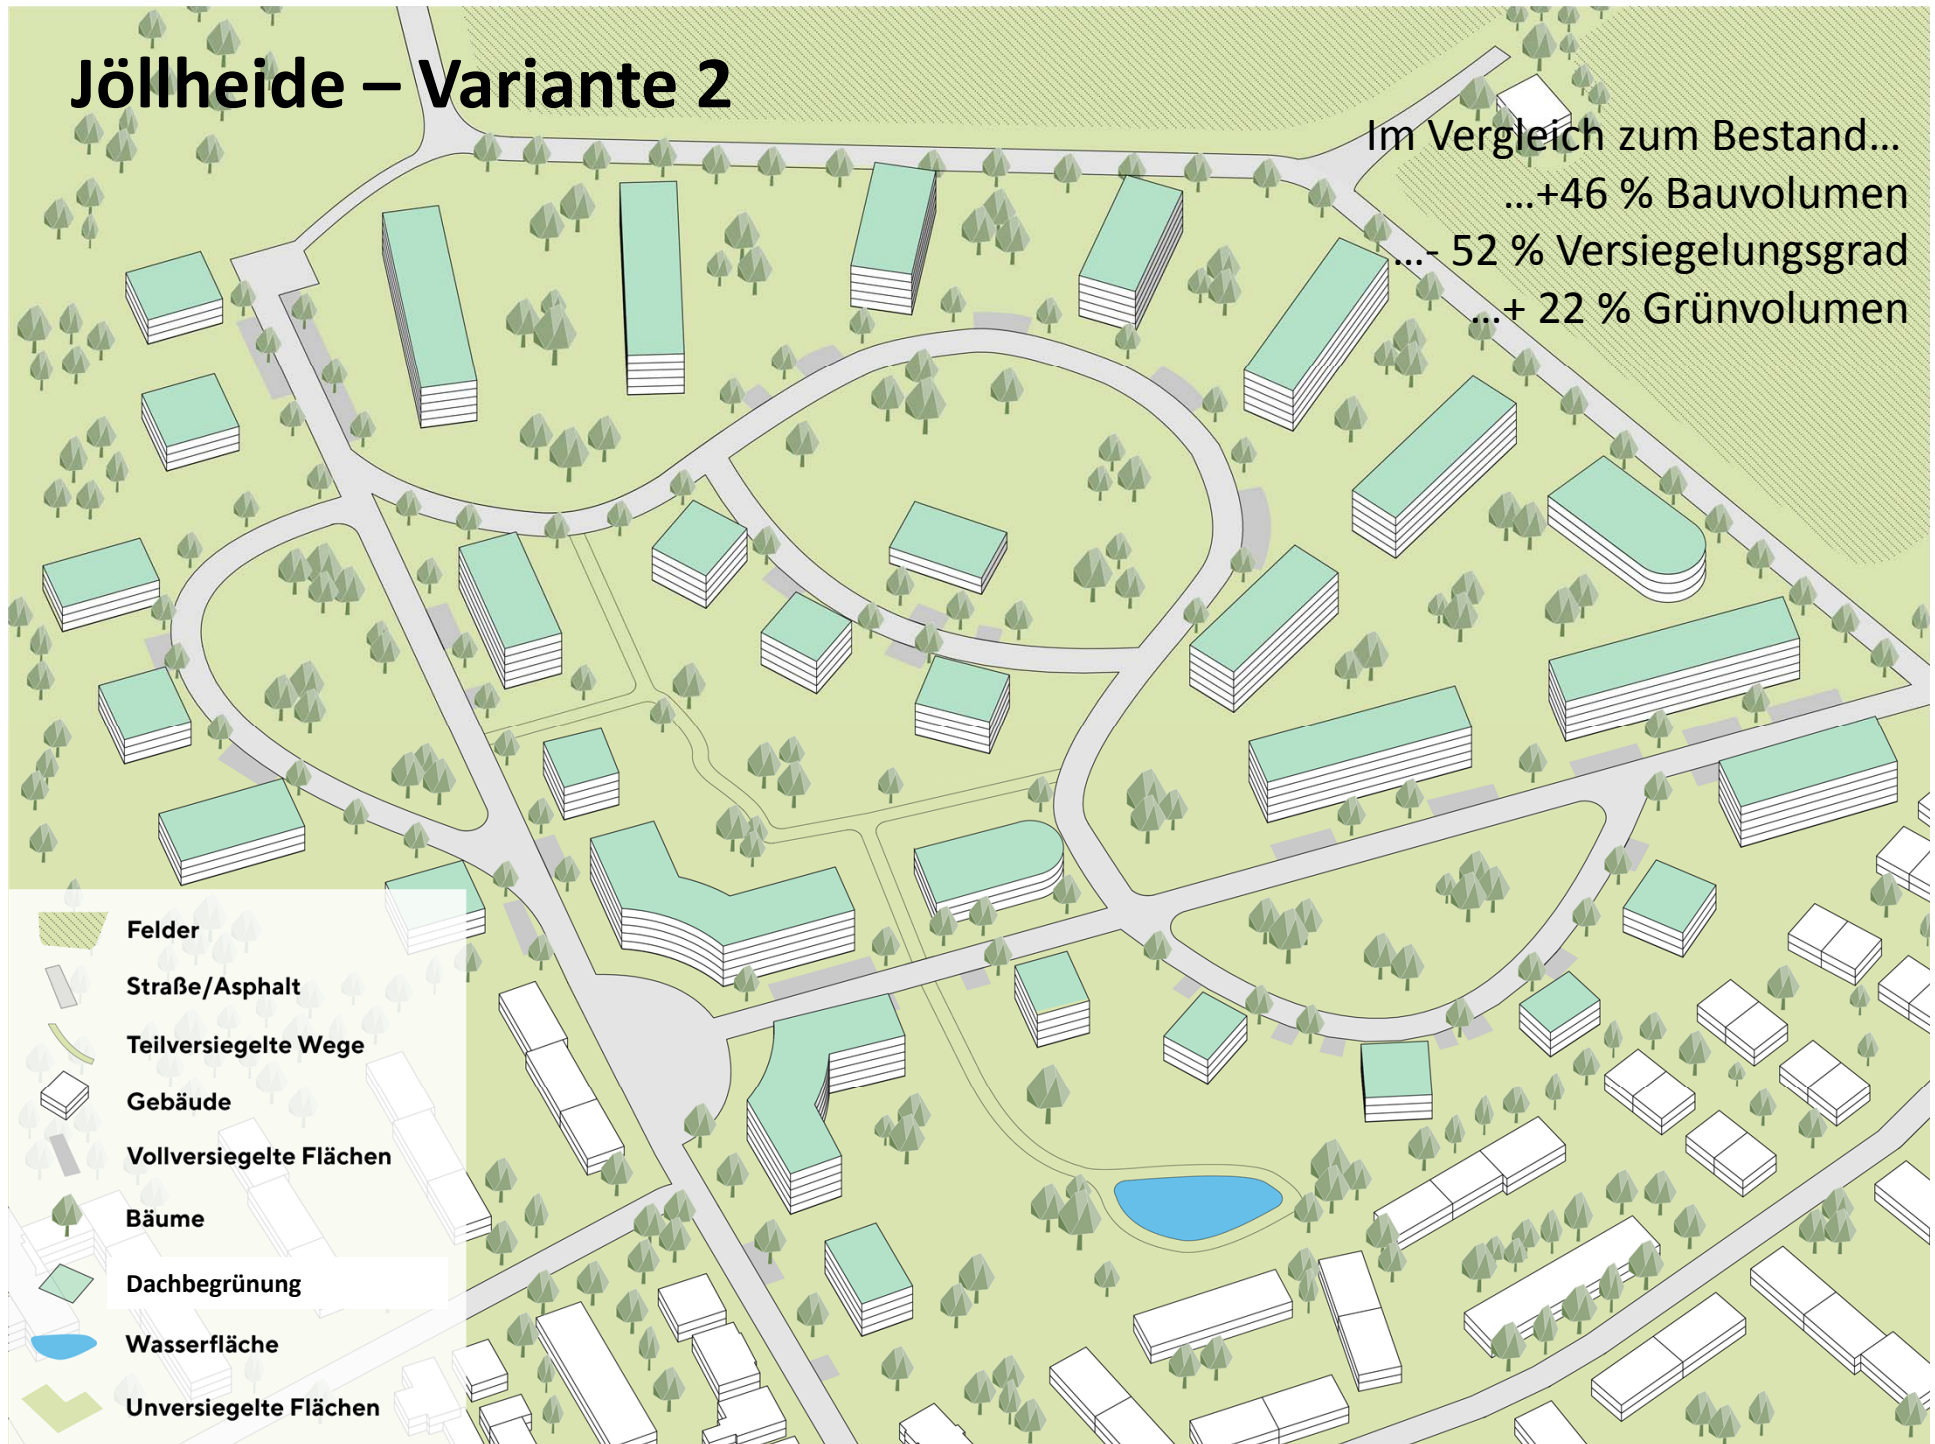 Jöllheide – Variante 2
Im Vergleich zum Bestand...
...+46 % Bauvolumen
...- 52 % Versiegelungsgrad
...+ 22 % Grünvolumen
Felder
Straße/Asphalt
Teilversiegelte Wege
Gebäude
Vollversiegelte Flächen
Bäume
Dachbegrünung
Wasserfläche
Unversiegelte Flächen